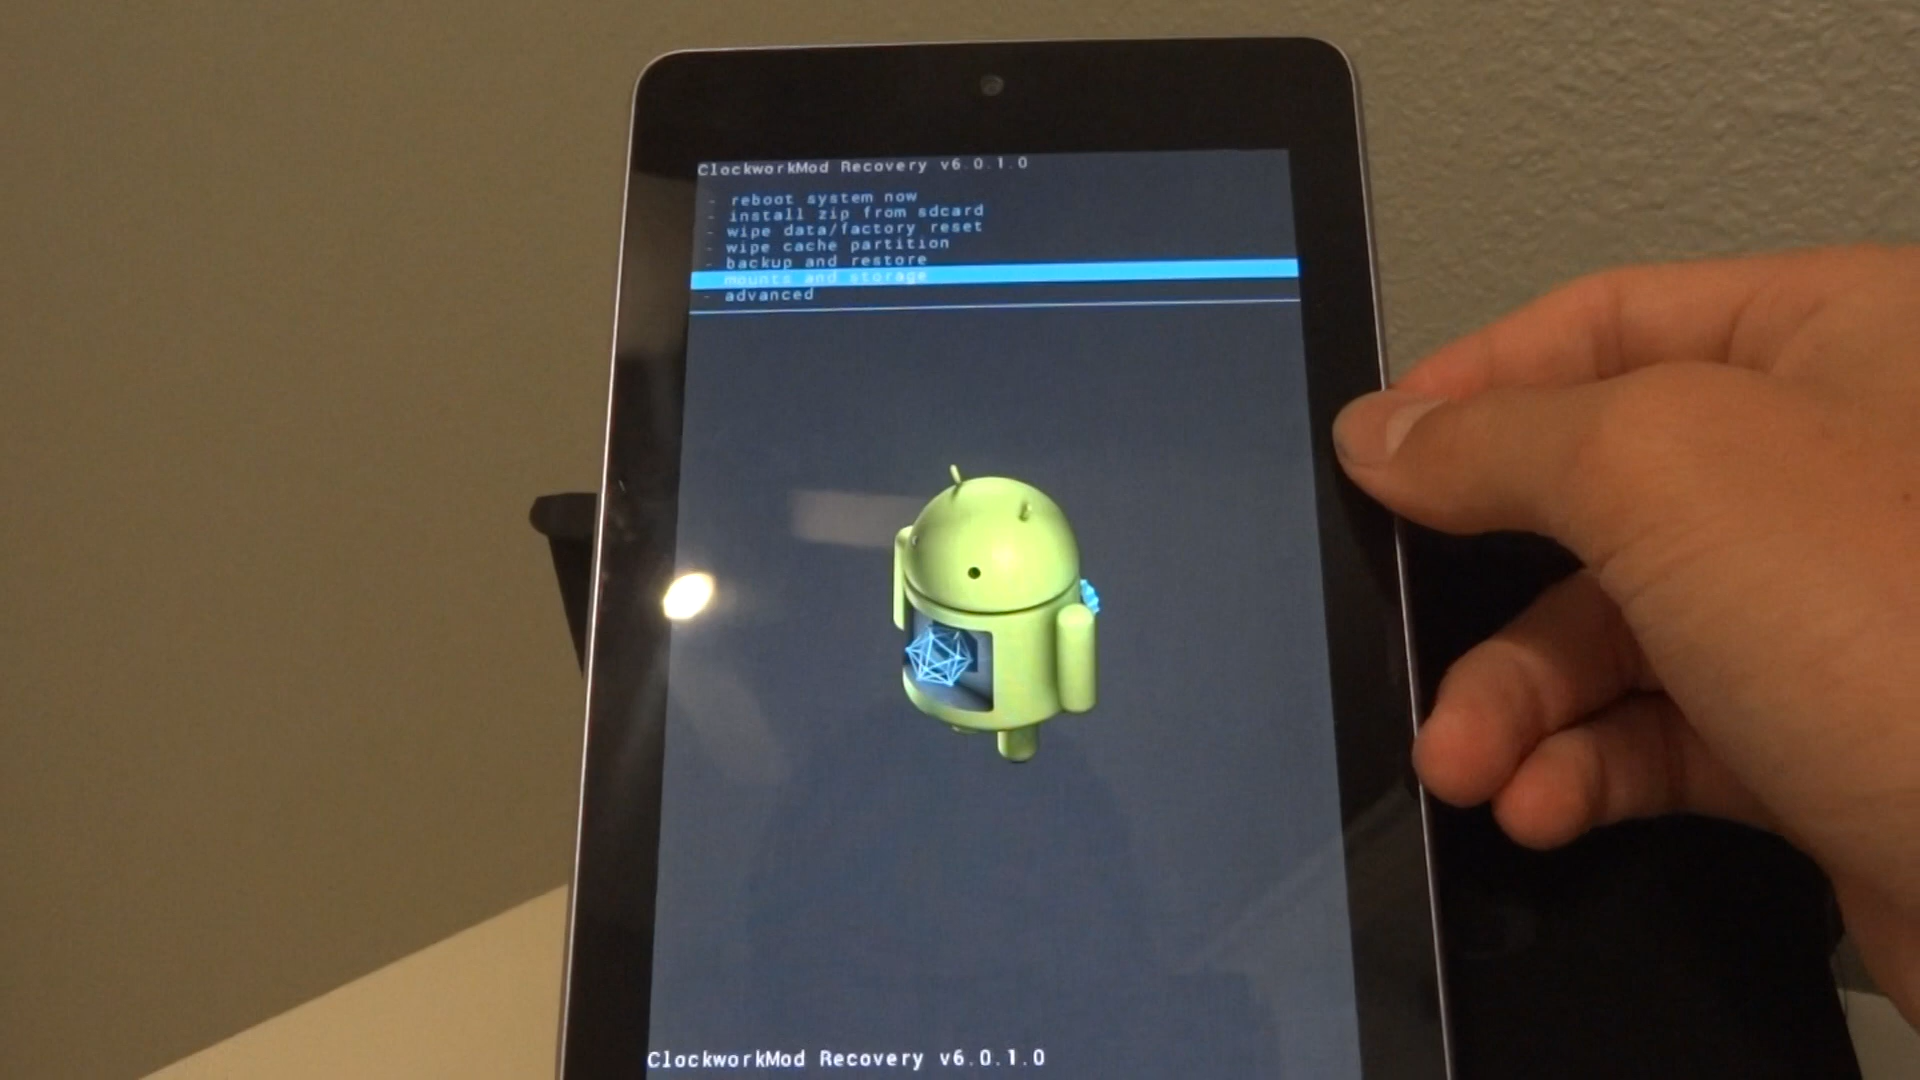 ClockworkMod Recovery v6.0.1.0
- reboot system now
- install zip from sdcard
- wipe data/factory reset
- wipe cache partition
- backup and restore
- mounts and storage
- advanced
ClockworkMod Recovery v6.0.1.0